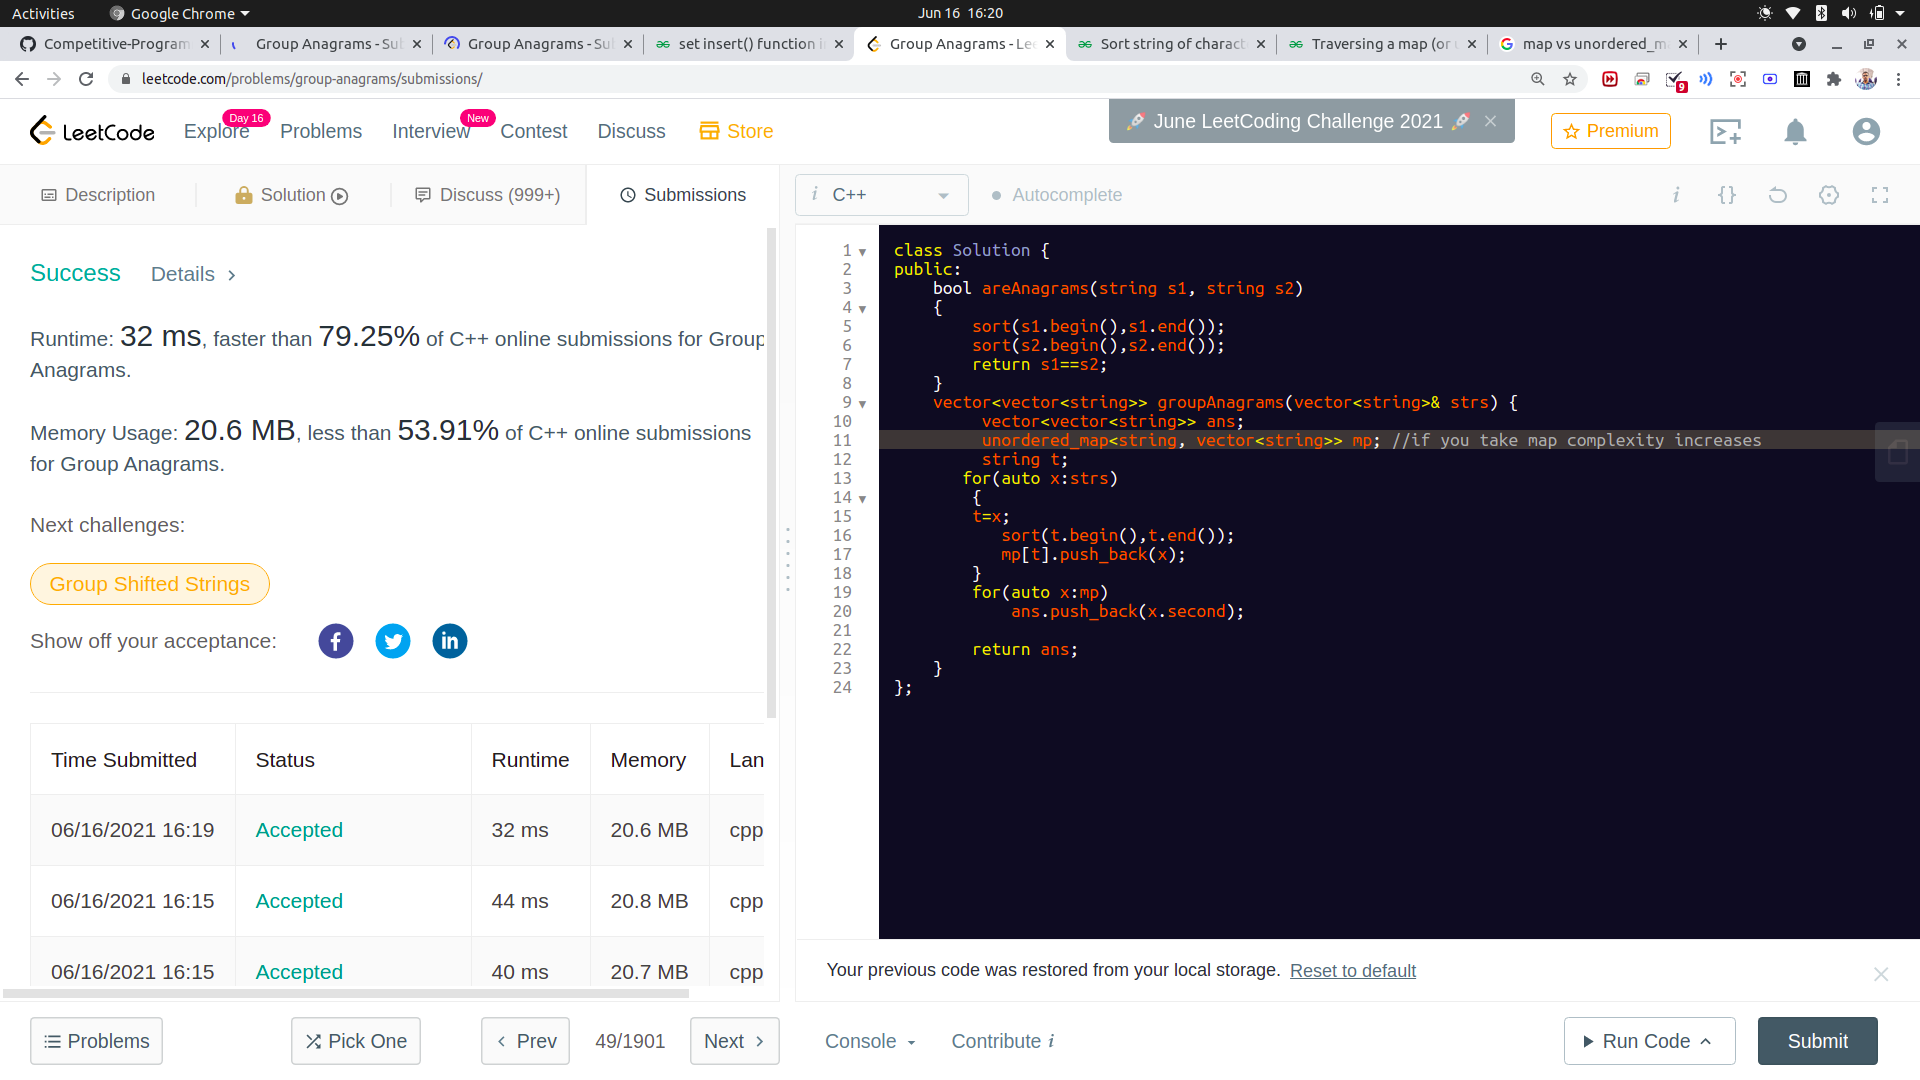 Activities
Google Chrome
Jun 16 16:20
Competitive-Program
Group Anagrams - Su
Group Anagrams - Su
set insert() function i
Group Anagrams - Le
Sort string of charact
Traversing a map (or
map vs unordered_m
leetcode.com/problems/group-anagrams/submissions/
9
LeetCode
Explore
Day 16
Problems
Interview
New
Contest
Discuss
Store
June LeetCoding Challenge 2021
Premium
Description
Solution
Discuss (999+)
Submissions
i C++
Autocomplete
i {}
Success
Details
Runtime: 32 ms, faster than 79.25% of C++ online submissions for Group
Anagrams.
Memory Usage: 20.6 MB, less than 53.91% of C++ online submissions
for Group Anagrams.
Next challenges:
Group Shifted Strings
Show off your acceptance:
Time Submitted Status Runtime Memory Lan
06/16/2021 16:19 Accepted 32 ms 20.6 MB cpp
06/16/2021 16:15 Accepted 44 ms 20.8 MB cpp
06/16/2021 16:15 Accepted 40 ms 20.7 MB cpp
1 class Solution {
2 public:
3 bool areAnagrams(string s1, string s2)
4 {
5 sort(s1.begin(),s1.end());
6 sort(s2.begin(),s2.end());
7 return s1==s2;
8 }
9 vector<vector<string>> groupAnagrams(vector<string>& strs) {
10 vector<vector<string>> ans;
11 unordered_map<string, vector<string>> mp; //if you take map complexity increases
12 string t;
13 for(auto x:strs)
14 {
15 t=x;
16 sort(t.begin(),t.end());
17 mp[t].push_back(x);
18 }
19 for(auto x:mp)
20 ans.push_back(x.second);
21
22 return ans;
23 }
24 };
Your previous code was restored from your local storage. Reset to default
Problems
Pick One
Prev
49/1901
Next
Console
Contribute i
Run Code
Submit